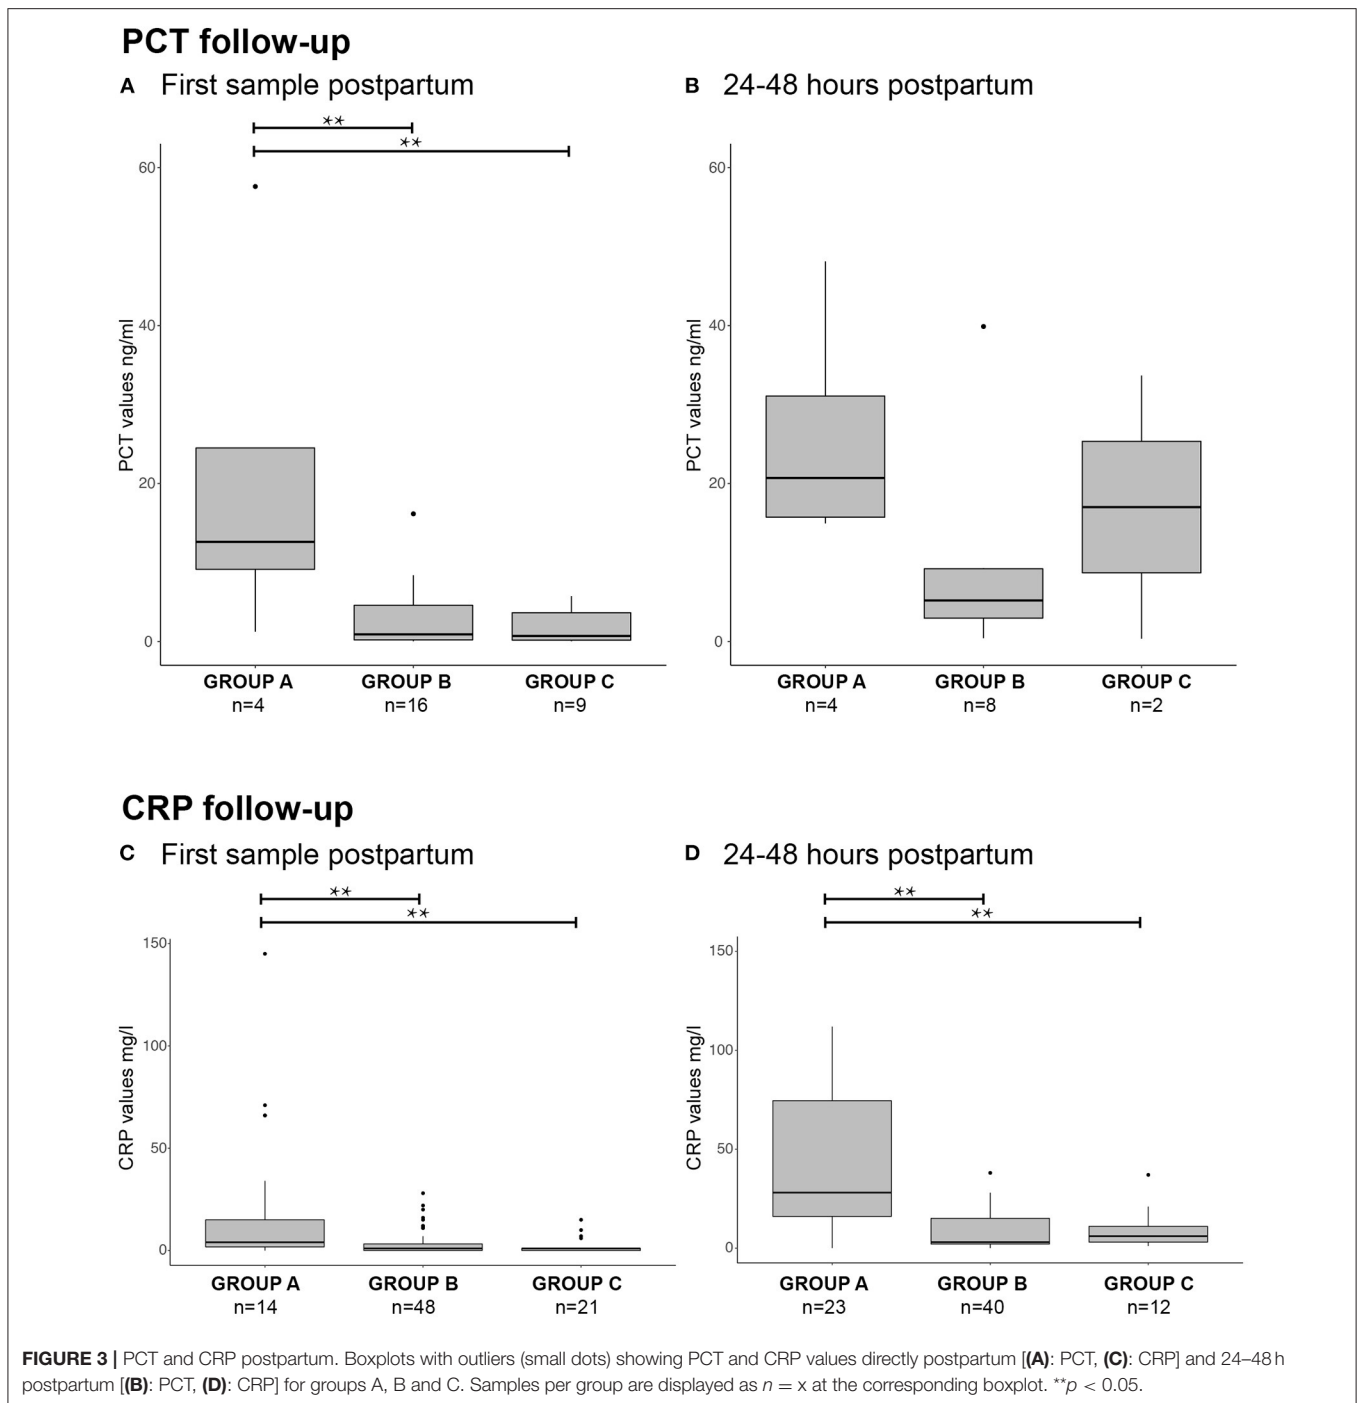 PCT follow-up
A First sample postpartum
**
**
PCT values ng/ml
60
40
20
0
GROUP A GROUP B GROUP C
n=4 n=16 n=9
B 24-48 hours postpartum
PCT values ng/ml
60
40
20
0
GROUP A GROUP B GROUP C
n=4 n=8 n=2
CRP follow-up
C First sample postpartum
**
**
CRP values mg/l
150
100
50
0
GROUP A GROUP B GROUP C
n=14 n=48 n=21
D 24-48 hours postpartum
**
**
CRP values mg/l
150
100
50
0
GROUP A GROUP B GROUP C
n=23 n=40 n=12
FIGURE 3 | PCT and CRP postpartum. Boxplots with outliers (small dots) showing PCT and CRP values directly postpartum [(A): PCT, (C): CRP] and 24–48 h
postpartum [(B): PCT, (D): CRP] for groups A, B and C. Samples per group are displayed as n = x at the corresponding boxplot. **p < 0.05.